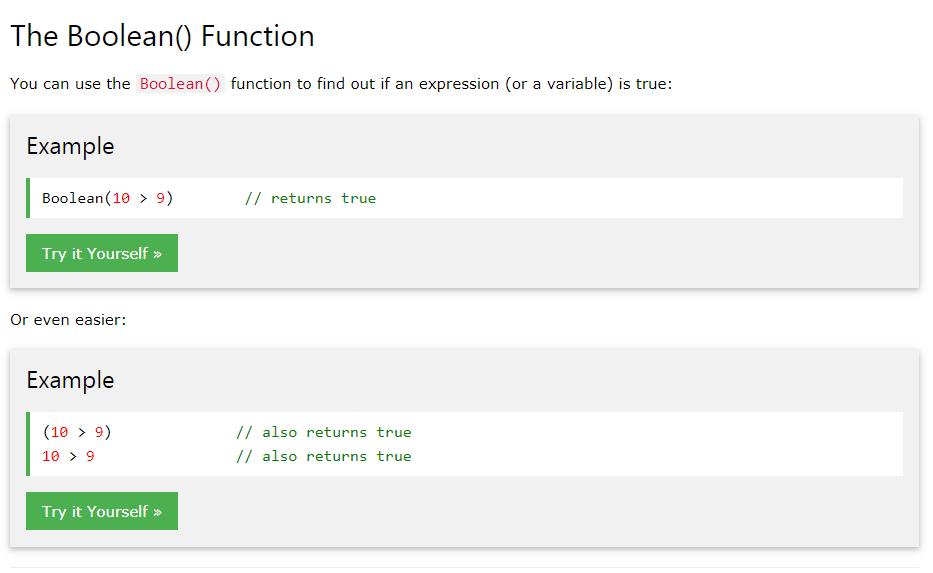 The Boolean() Function
You can use the Boolean() function to find out if an expression (or a variable) is true:
Example
Boolean(10 > 9)        // returns true
Try it Yourself »
Or even easier:
Example
(10 > 9)              // also returns true
10 > 9                // also returns true
Try it Yourself »